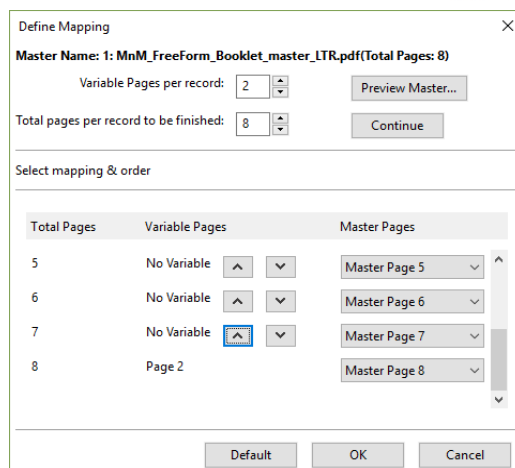 Define Mapping
Master Name: 1: MnM_FreeForm_Booklet_master_LTR.pdf(Total Pages: 8)
Variable Pages per record: 2 Preview Master...
Total pages per record to be finished: 8 Continue
Select mapping & order
Total Pages Variable Pages Master Pages
5 No Variable Master Page 5
6 No Variable Master Page 6
7 No Variable Master Page 7
8 Page 2 Master Page 8
Default OK Cancel